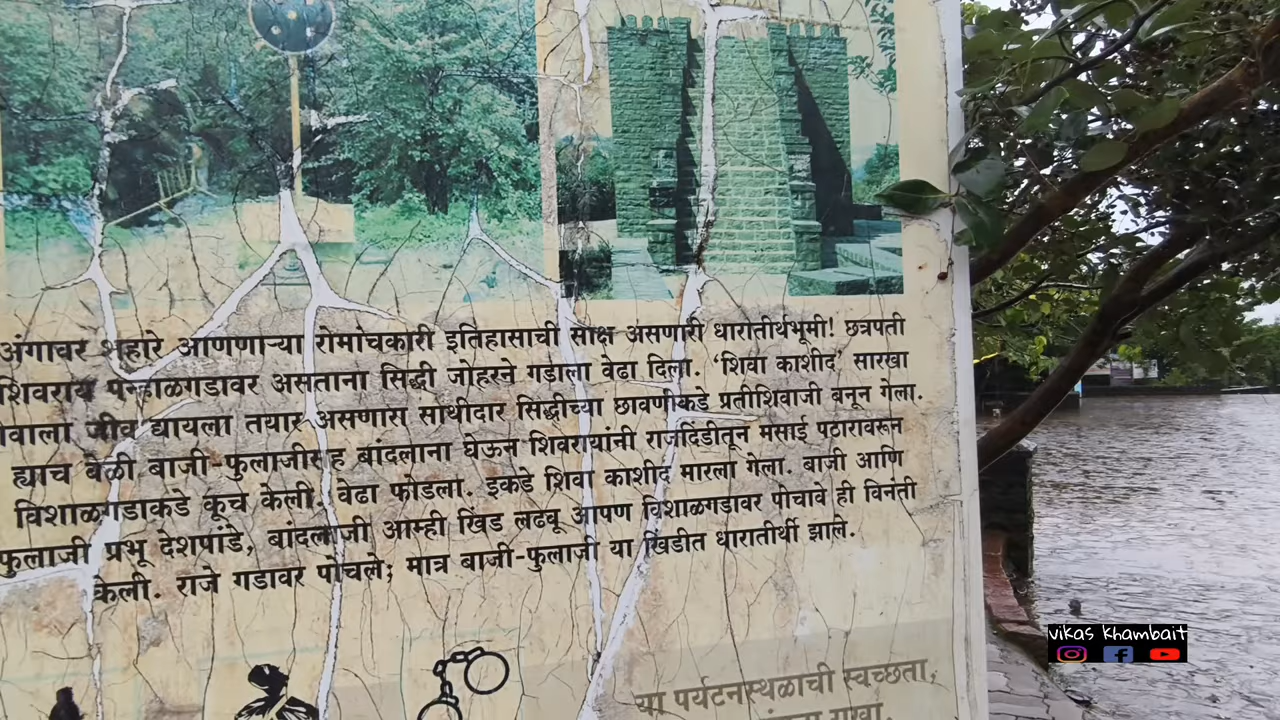 अंगावर शहारे आणणाऱ्या रोमांचकारी इतिहासाची साक्ष असणारी धारातीर्थभूमी! छत्रपती
शिवराय पन्हाळगडावर असताना सिद्धी जोहरने गडाला वेढा दिला. ‘शिवा काशीद’ सारखा
जीव द्यायला तयार असणारा साथीदार सिद्धीच्या छावणीकडे प्रतीशिवाजी बनून गेला.
ह्याच वेळी बाजी-फुलाजीसह बांदलाना घेऊन शिवरायांनी राजदिंडीतून मसाई पठारावरून
विशाळगडाकडे कूच केली. वेढा फोडला. इकडे शिवा काशीद मारला गेला. बाजी आणि
फुलाजी प्रभू देशपांडे, बांदलाजी आम्ही खिंड लढवू आपण विशाळगडावर पोचावे ही विनंती
केली. राजे गडावर पोचले; मात्र बाजी-फुलाजी या खिंडीत धारातीर्थी झाले.
या पर्यटनस्थळाची स्वच्छता,
vikas khambait